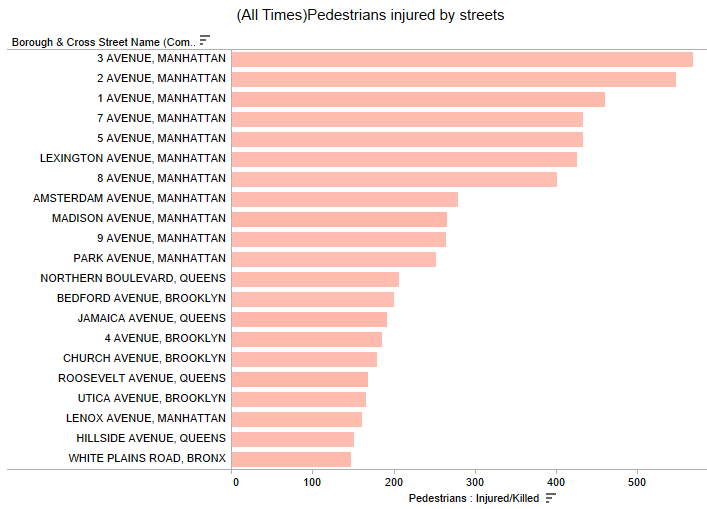 (All Times)Pedestrians injured by streets
Borough & Cross Street Name (Com..
3 AVENUE, MANHATTAN
2 AVENUE, MANHATTAN
1 AVENUE, MANHATTAN
7 AVENUE, MANHATTAN
5 AVENUE, MANHATTAN
LEXINGTON AVENUE, MANHATTAN
8 AVENUE, MANHATTAN
AMSTERDAM AVENUE, MANHATTAN
MADISON AVENUE, MANHATTAN
9 AVENUE, MANHATTAN
PARK AVENUE, MANHATTAN
NORTHERN BOULEVARD, QUEENS
BEDFORD AVENUE, BROOKLYN
JAMAICA AVENUE, QUEENS
4 AVENUE, BROOKLYN
CHURCH AVENUE, BROOKLYN
ROOSEVELT AVENUE, QUEENS
UTICA AVENUE, BROOKLYN
LENOX AVENUE, MANHATTAN
HILLSIDE AVENUE, QUEENS
WHITE PLAINS ROAD, BRONX
0 100 200 300 400 500
Pedestrians : Injured/Killed